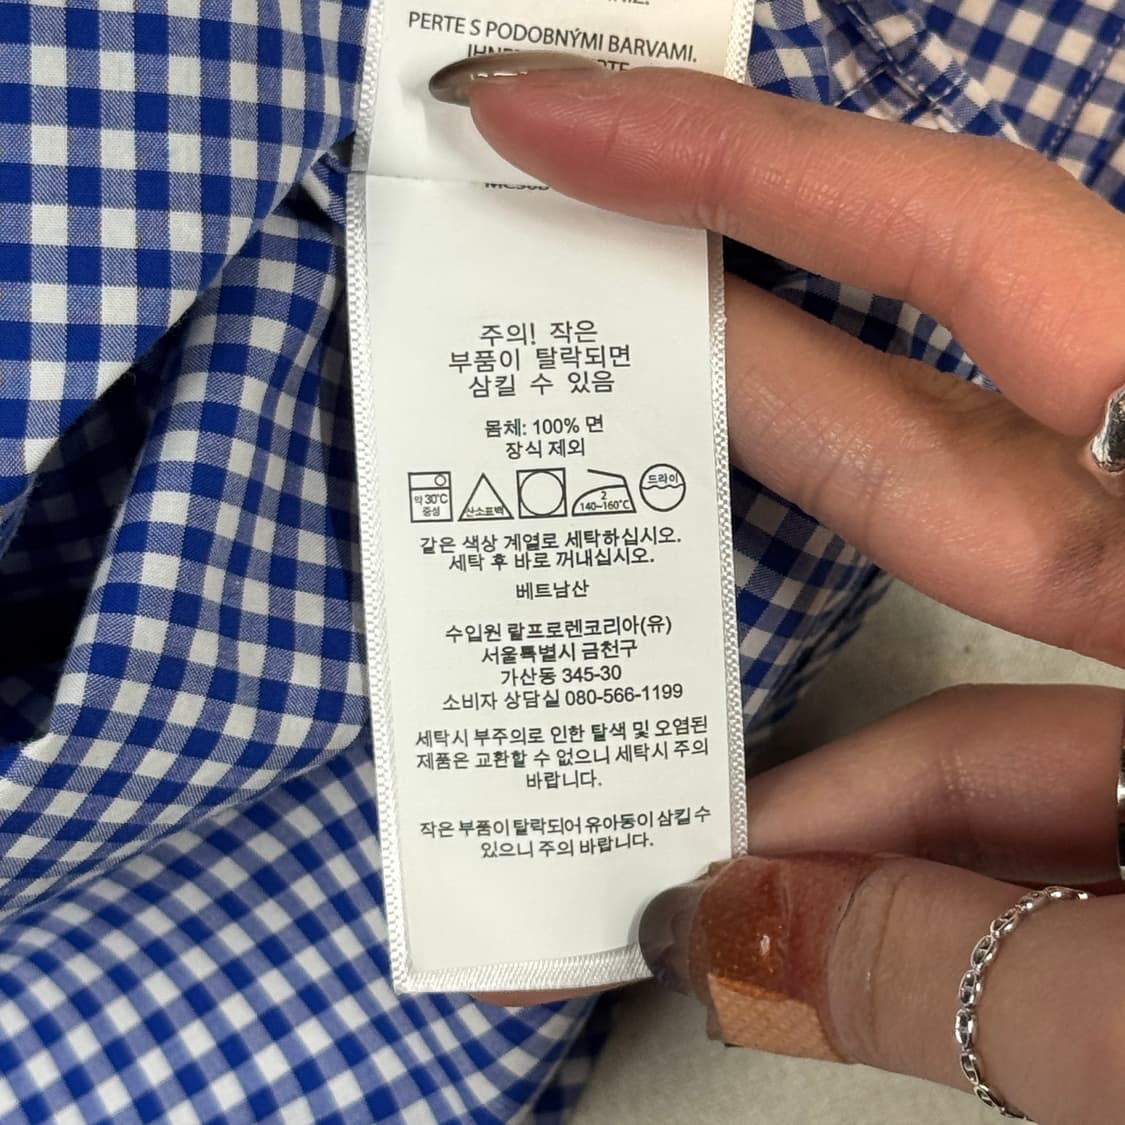 PERTE S PODOBNÝMI BARVAMI.
주의! 작은
부품이 탈락되면
삼킬 수 있음
몸체: 100% 면
장식 제외
약 30°C
중성
산소표백
2
140~160°C
드라이
같은 색상 계열로 세탁하십시오.
세탁 후 바로 꺼내십시오.
베트남산
수입원 랄프로렌코리아(유)
서울특별시 금천구
가산동 345-30
소비자 상담실 080-566-1199
세탁시 부주의로 인한 탈색 및 오염된
제품은 교환할 수 없으니 세탁시 주의
바랍니다.
작은 부품이 탈락되어 유아동이 삼킬 수
있으니 주의 바랍니다.